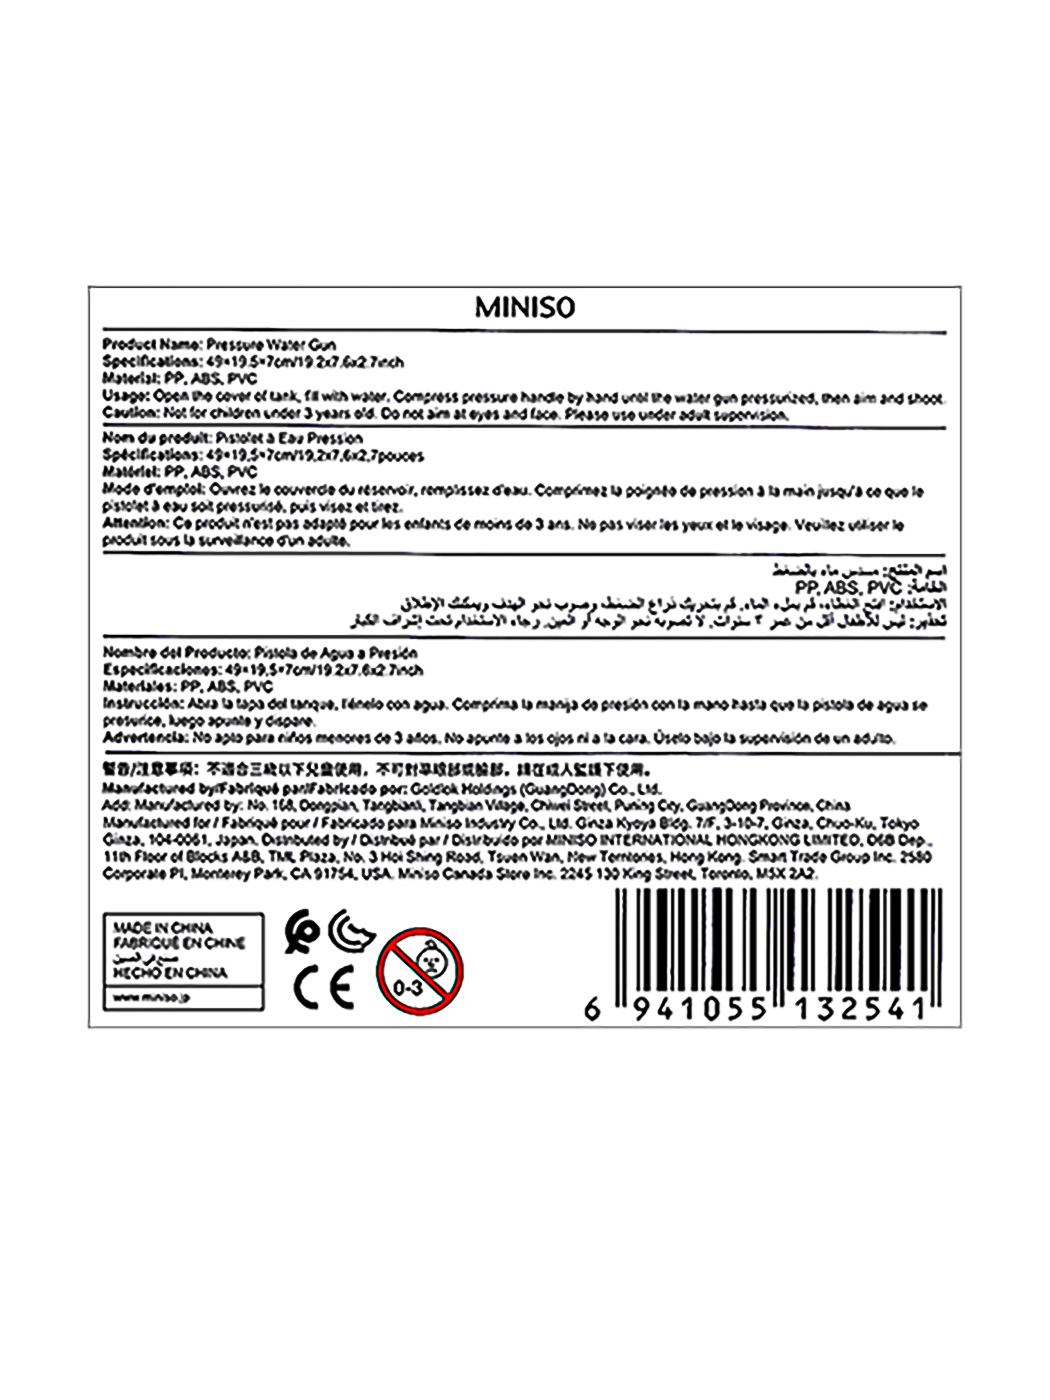 MINISO
Product Name: Pressure Water Gun
Specifications: 49×19.5×7cm/19.2x7.6x2.7inch
Material: PP, ABS, PVC
Usage: Open the cover of tank, fill with water. Compress pressure handle by hand until the water gun pressurized, then aim and shoot.
Caution: Not for children under 3 years old. Do not aim at eyes and face. Please use under adult supervision.
Nom du produit: Pistolet à Eau Pression
Spécifications: 49×19,5×7cm/19,2x7,6x2,7pouces
Matériel: PP, ABS, PVC
Mode d'emploi: Ouvrez le couvercle du réservoir, remplissez d'eau. Comprimez la poignée de pression à la main jusqu'à ce que le
pistolet à eau soit pressurisé, puis visez et tirez.
Attention: Ce produit n'est pas adapté pour les enfants de moins de 3 ans. Ne pas viser les yeux et le visage. Veuillez utiliser le
produit sous la surveillance d'un adulte.
اسم المنتج: مسدس ماء بالضغط
الخامة: PP, ABS, PVC
الاستخدام: افتح الغطاء، قم بملء الماء، قم بتحريك ذراع الضغط وصوب نحو الهدف ويمكنك الإطلاق
تحذير: ليس للأطفال أقل من عمر ٣ سنوات, لا تصوبه نحو الوجه أو العين, رجاء الاستخدام تحت إشراف الكبار
Nombre del Producto: Pistola de Agua a Presión
Especificaciones: 49×19,5×7cm/19.2x7.6x2.7inch
Materiales: PP, ABS, PVC
Instrucción: Abra la tapa del tanque, llénelo con agua. Comprima la manija de presión con la mano hasta que la pistola de agua se
presurice, luego apunte y dispare.
Advertencia: No apto para niños menores de 3 años. No apunte a los ojos ni a la cara. Úselo bajo la supervisión de un adulto.
警告/注意事項: 不適合三歲以下兒童使用, 不可對準眼部或臉部, 請在成人監護下使用。
Manufactured by/Fabriqué par/Fabricado por: Goldlok Holdings (GuangDong) Co., Ltd.
Add: Manufactured by: No. 168, Dongpian, Tangbianli, Tangbian Village, Chiwei Street, Puning City, GuangDong Province, China
Manufactured for / Fabriqué pour / Fabricado para Miniso Industry Co., Ltd. Ginza Kyoya Bldg. 7/F, 3-10-7, Ginza, Chuo-Ku, Tokyo
Ginza, 104-0061, Japan. Distributed by / Distribué par / Distribuido por MINISO INTERNATIONAL HONGKONG LIMITED, D6B Dep.,
11th Floor of Blocks A&B, TML Plaza, No. 3 Hoi Shing Road, Tsuen Wan, New Territories, Hong Kong. Smart Trade Group Inc. 2580
Corporate Pl, Monterey Park, CA 91754, USA. Miniso Canada Store Inc. 2245 130 King Street, Toronto, M5X 2A2.
MADE IN CHINA
FABRIQUÉ EN CHINE
صنع في الصين
HECHO EN CHINA
www.miniso.jp
CE
0-3
6 941055 132541